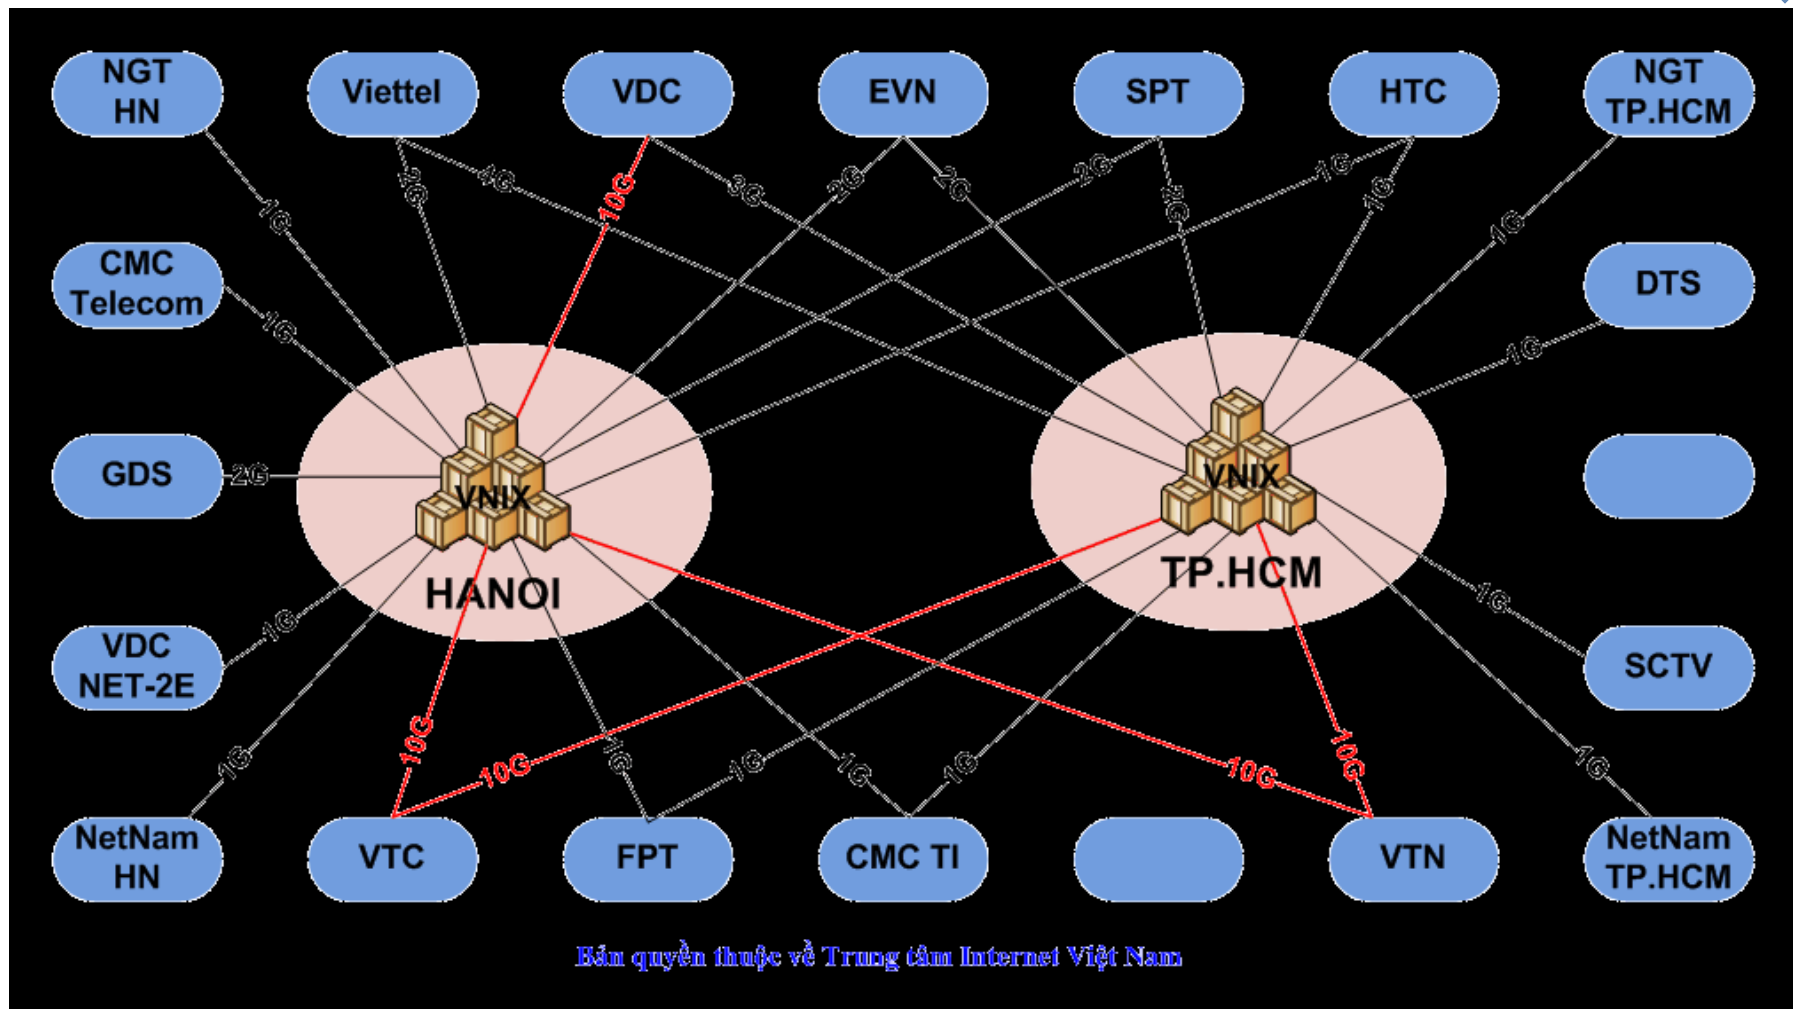 NGT
HN
Viettel
VDC
EVN
SPT
HTC
NGT
TP.HCM
2G
4G
10G
3G
2G
2G
2G
2G
1G
1G
1G
1G
CMC
Telecom
1G
DTS
1G
GDS
2G
VNIX
HANOI
VNIX
TP.HCM
VDC
NET-2E
1G
1G
SCTV
1G
10G
10G
1G
1G
1G
1G
10G
10G
1G
NetNam
HN
VTC
FPT
CMC TI
VTN
NetNam
TP.HCM
Bản quyền thuộc về Trung tâm Internet Việt Nam